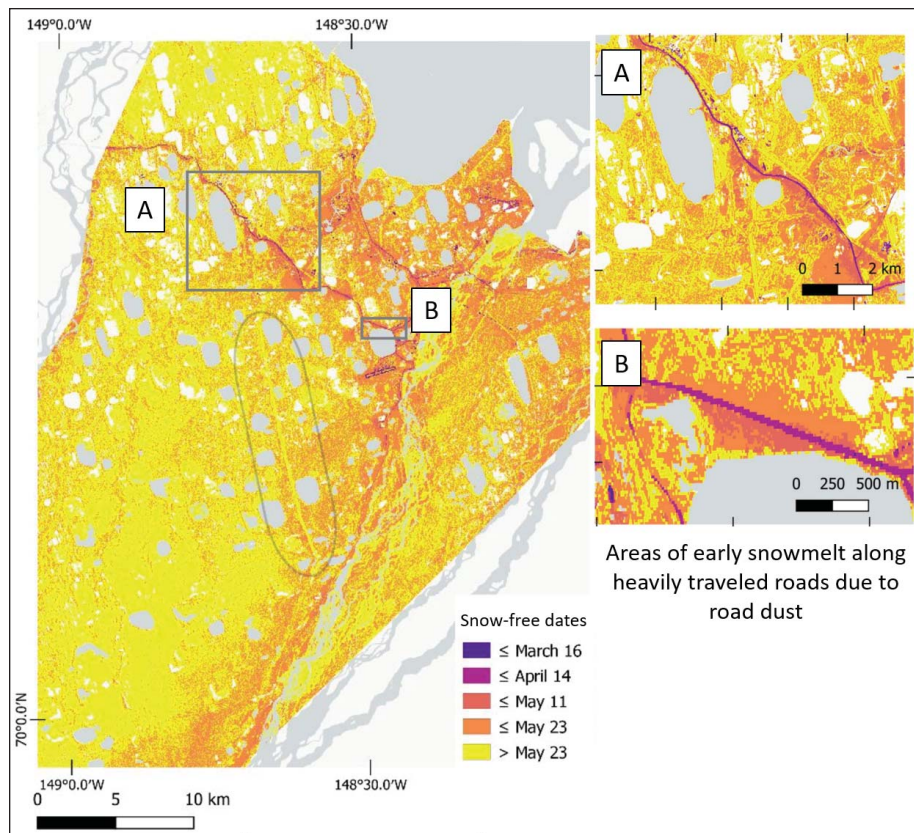 149°0.0'W
148°30.0'W
A
B
70°0.0'N
149°0.0'W
148°30.0'W
0 5 10 km
Snow-free dates
≤ March 16
≤ April 14
≤ May 11
≤ May 23
> May 23
A
0 1 2 km
B
0 250 500 m
Areas of early snowmelt along
heavily traveled roads due to
road dust